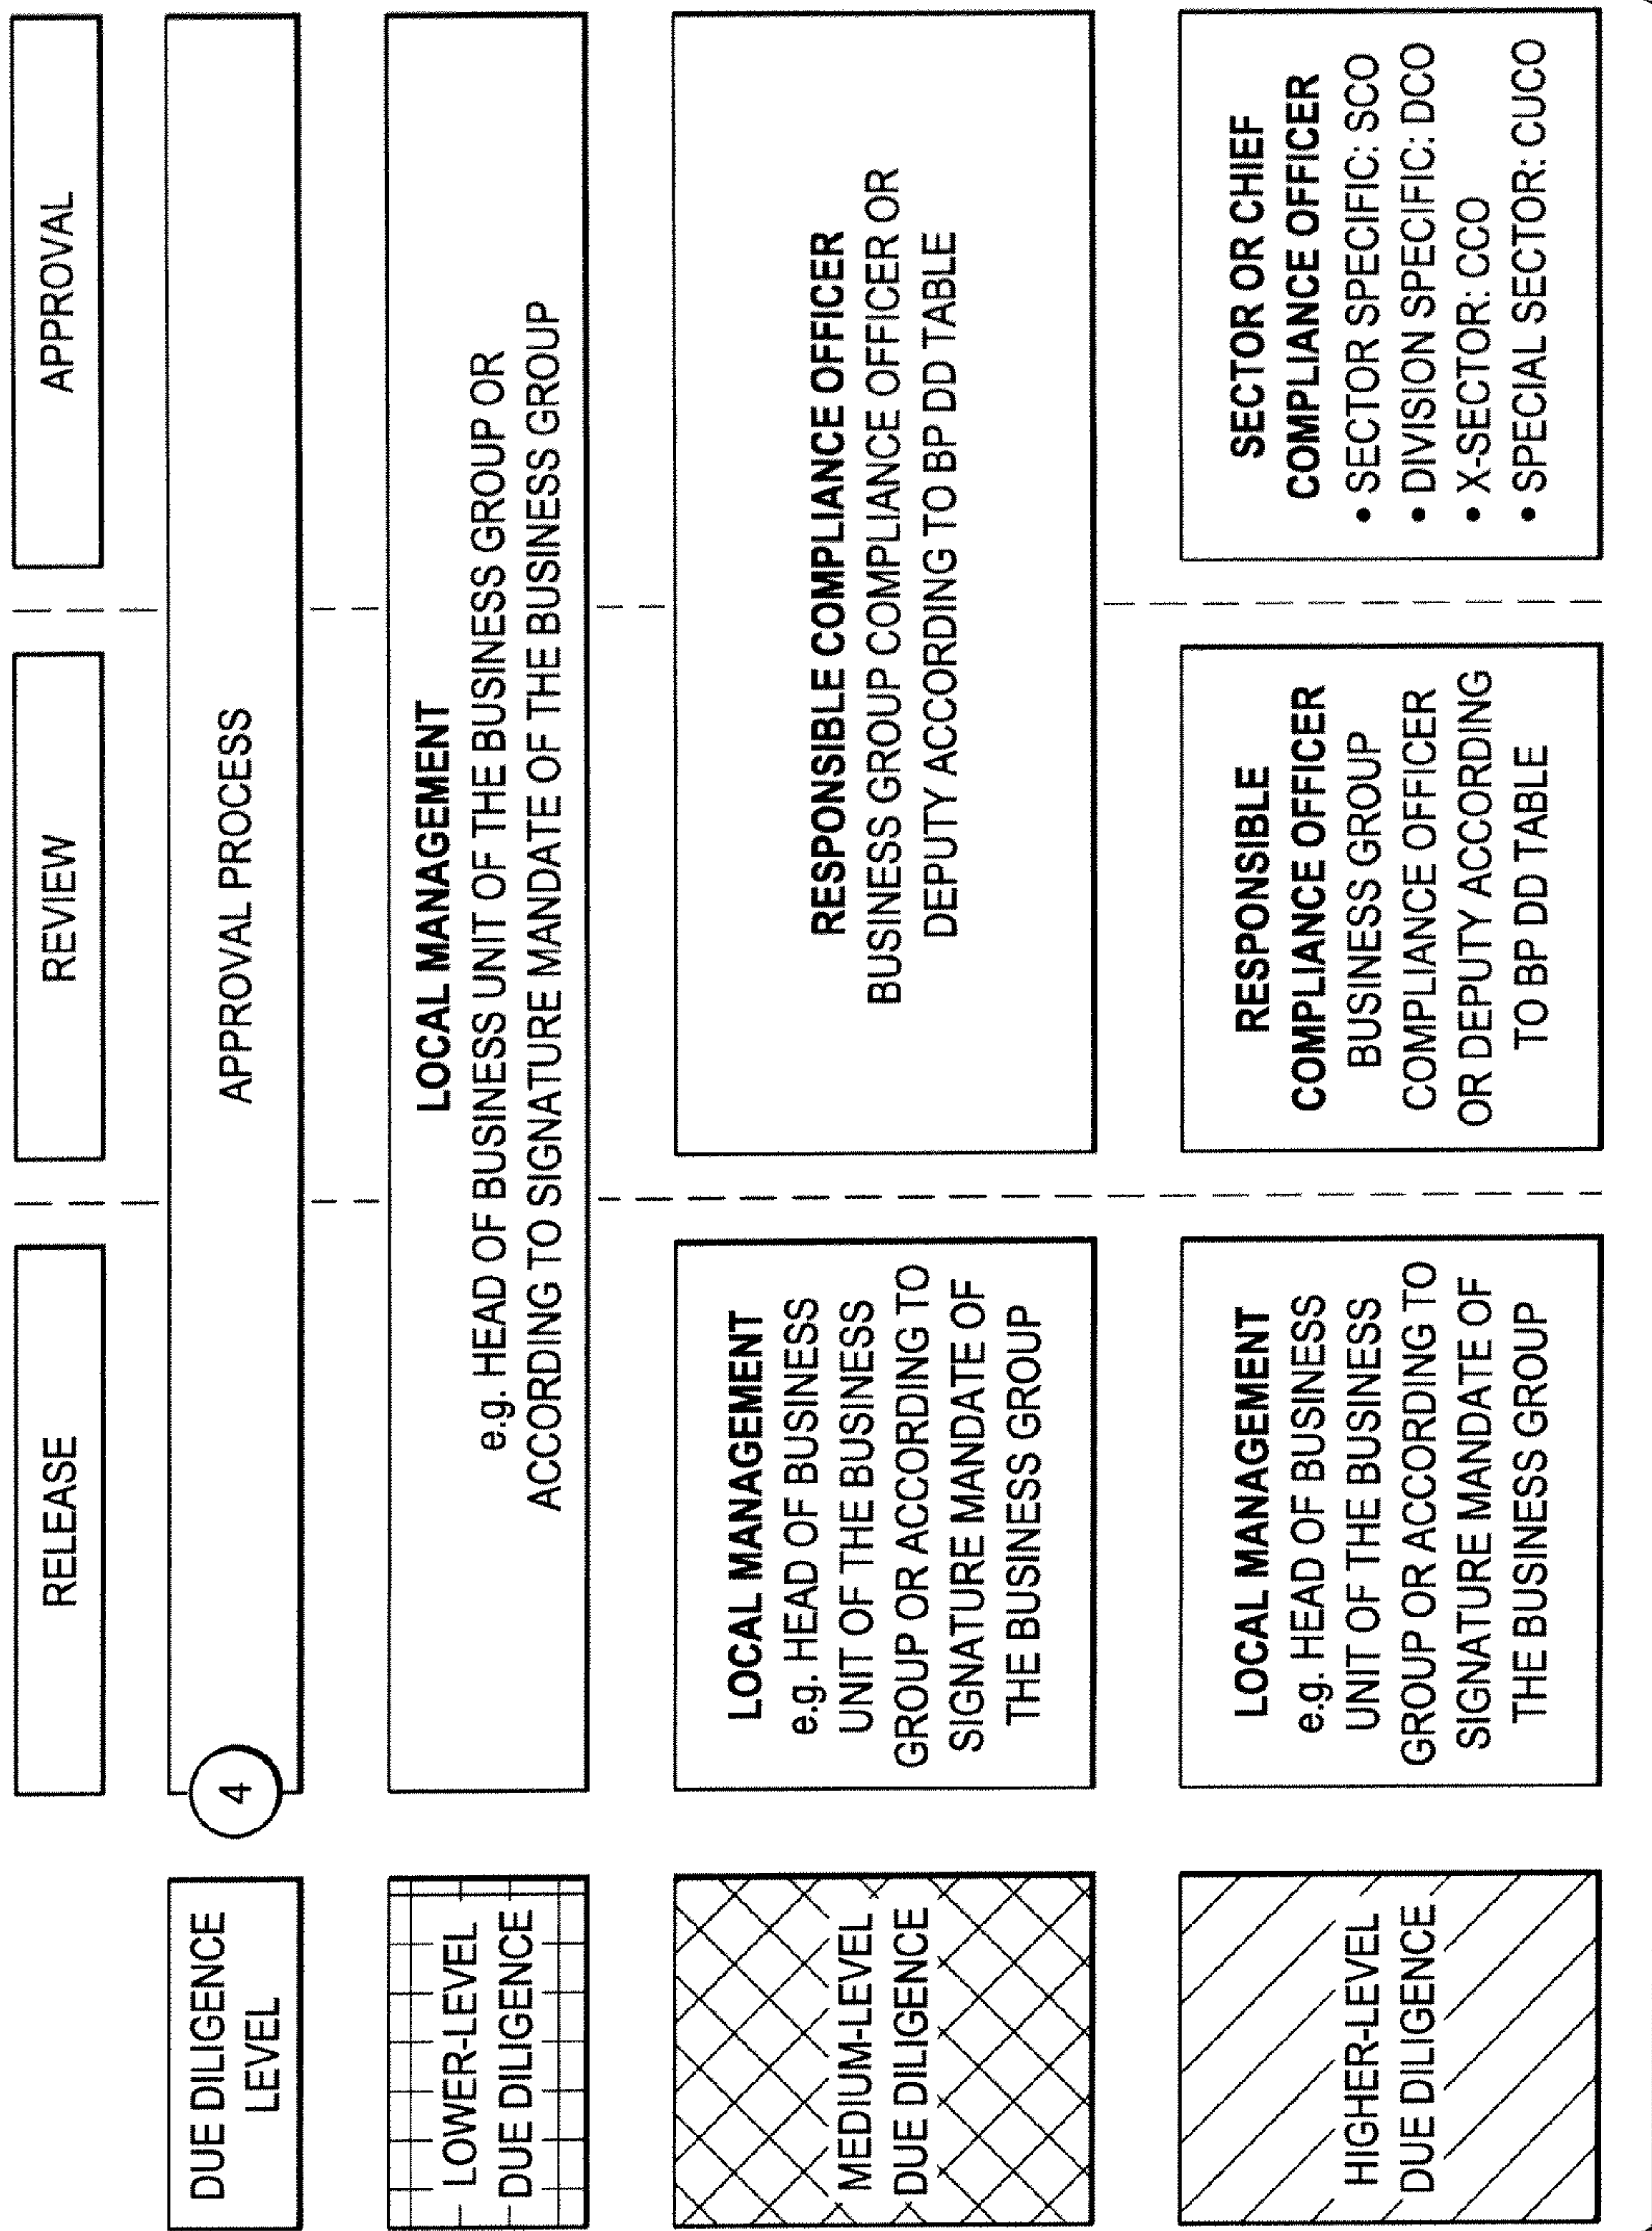 RELEASE
REVIEW
APPROVAL
DUE DILIGENCE
LEVEL
4
APPROVAL PROCESS
LOWER-LEVEL
DUE DILIGENCE
LOCAL MANAGEMENT
e.g. HEAD OF BUSINESS UNIT OF THE BUSINESS GROUP OR
ACCORDING TO SIGNATURE MANDATE OF THE BUSINESS GROUP
MEDIUM-LEVEL
DUE DILIGENCE
LOCAL MANAGEMENT
e.g. HEAD OF BUSINESS
UNIT OF THE BUSINESS
GROUP OR ACCORDING TO
SIGNATURE MANDATE OF
THE BUSINESS GROUP
RESPONSIBLE COMPLIANCE OFFICER
BUSINESS GROUP COMPLIANCE OFFICER OR
DEPUTY ACCORDING TO BP DD TABLE
HIGHER-LEVEL
DUE DILIGENCE
LOCAL MANAGEMENT
e.g. HEAD OF BUSINESS
UNIT OF THE BUSINESS
GROUP OR ACCORDING TO
SIGNATURE MANDATE OF
THE BUSINESS GROUP
RESPONSIBLE
COMPLIANCE OFFICER
BUSINESS GROUP
COMPLIANCE OFFICER
OR DEPUTY ACCORDING
TO BP DD TABLE
SECTOR OR CHIEF
COMPLIANCE OFFICER
• SECTOR SPECIFIC: SCO
• DIVISION SPECIFIC: DCO
• X-SECTOR: CCO
• SPECIAL SECTOR: CUCO